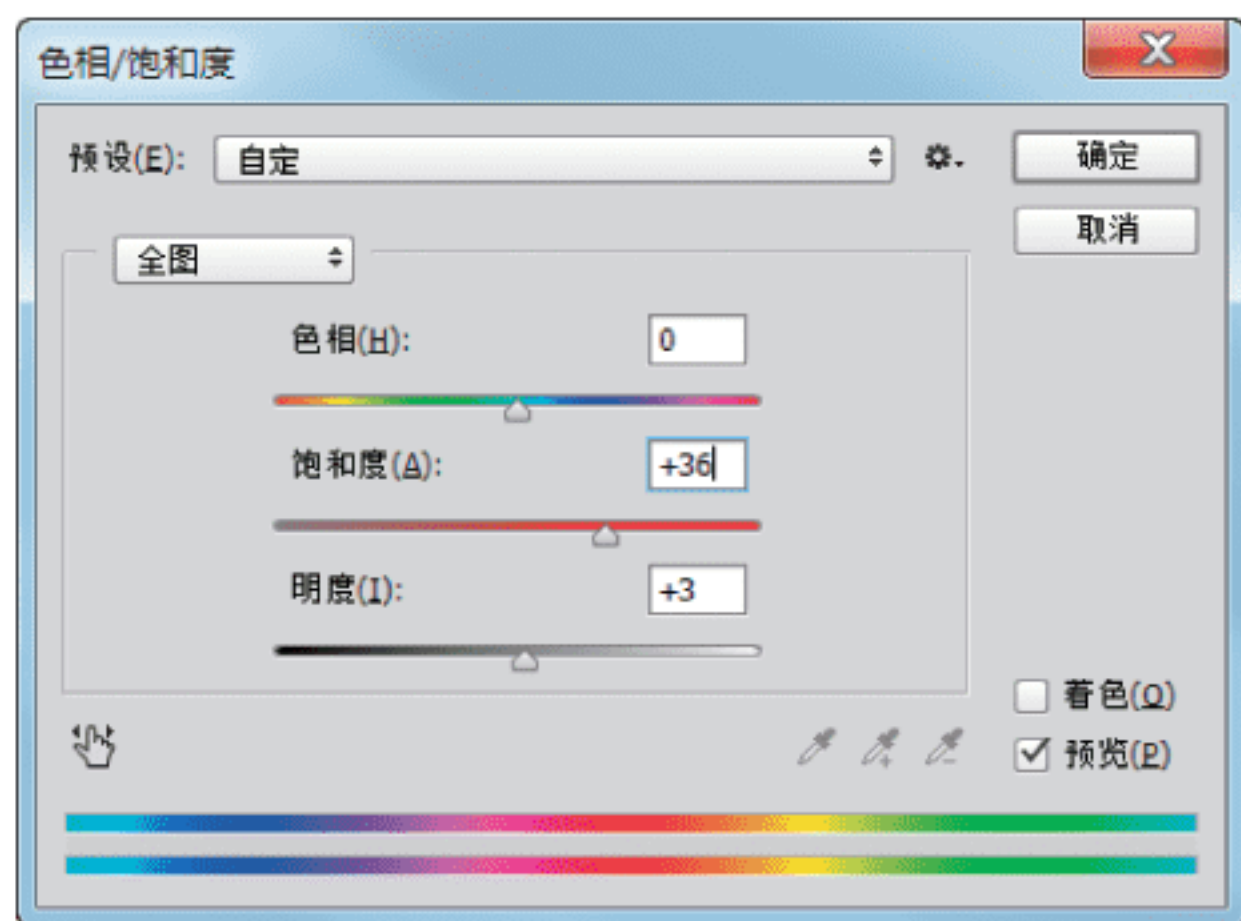 色相/饱和度
预设(E): 自定
确定
取消
全图
色相(H): 0
饱和度(A): +36
明度(I): +3
着色(O)
预览(P)